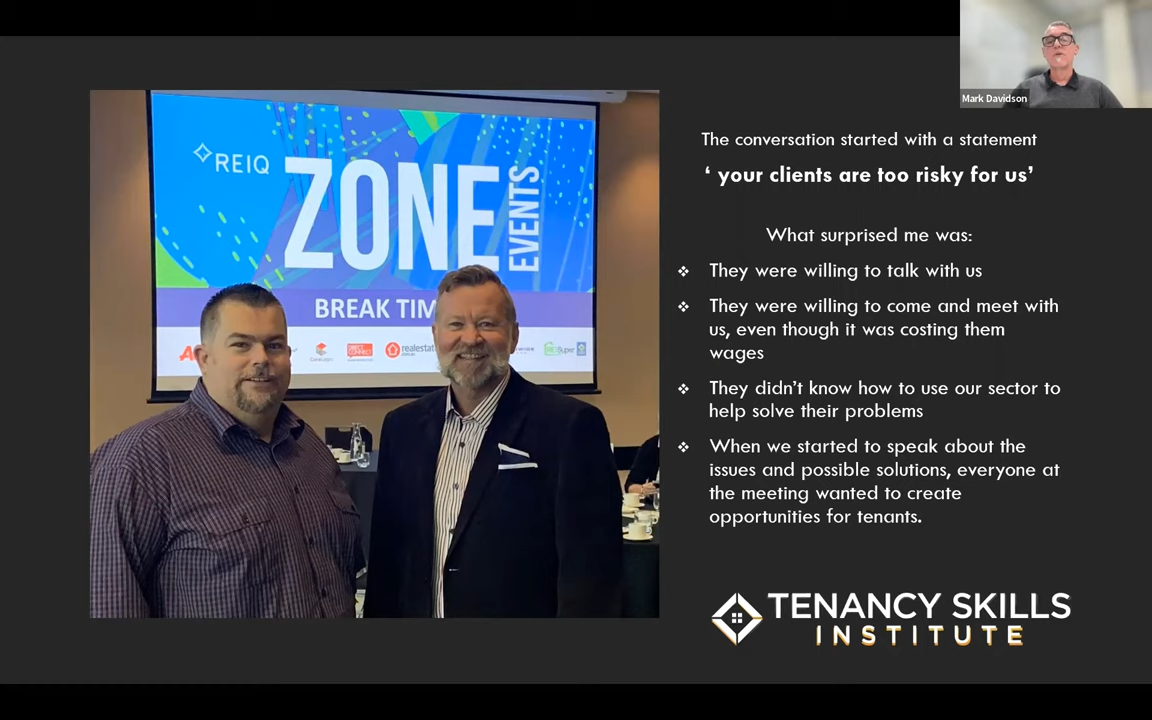 Mark Davidson
The conversation started with a statement
‘ your clients are too risky for us’
What surprised me was:
❖ They were willing to talk with us
❖ They were willing to come and meet with
us, even though it was costing them
wages
❖ They didn’t know how to use our sector to
help solve their problems
❖ When we started to speak about the
issues and possible solutions, everyone at
the meeting wanted to create
opportunities for tenants.
TENANCY SKILLS
INSTITUTE
REIQ
ZONE
EVENTS
BREAK TIM
realestat
Super